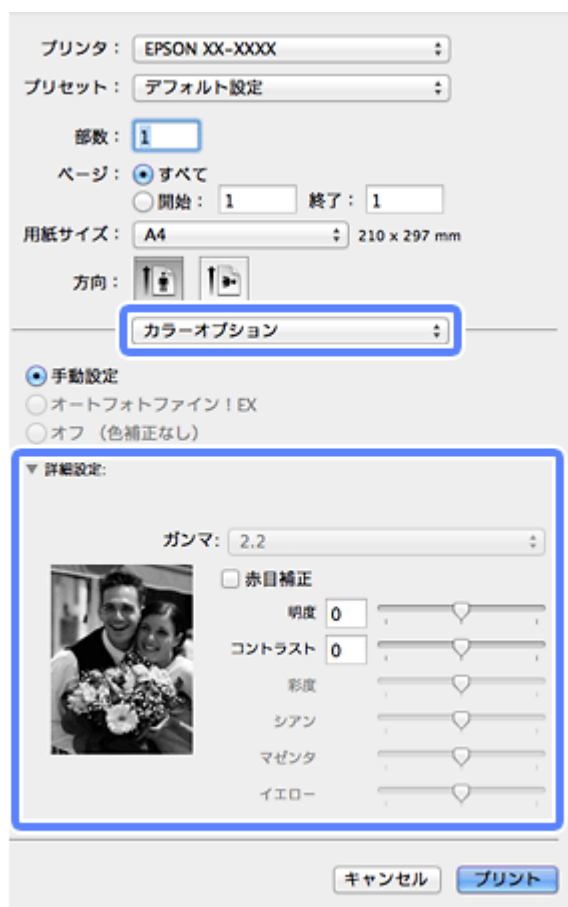 プリンタ： EPSON XX-XXXX
プリセット： デフォルト設定
部数： 1
ページ： すべて
開始： 1 終了： 1
用紙サイズ： A4 210 x 297 mm
方向：
カラーオプション
手動設定
オートフォトファイン！EX
オフ （色補正なし）
詳細設定:
ガンマ: 2.2
赤目補正
明度 0
コントラスト 0
彩度
シアン
マゼンタ
イエロー
キャンセル プリント